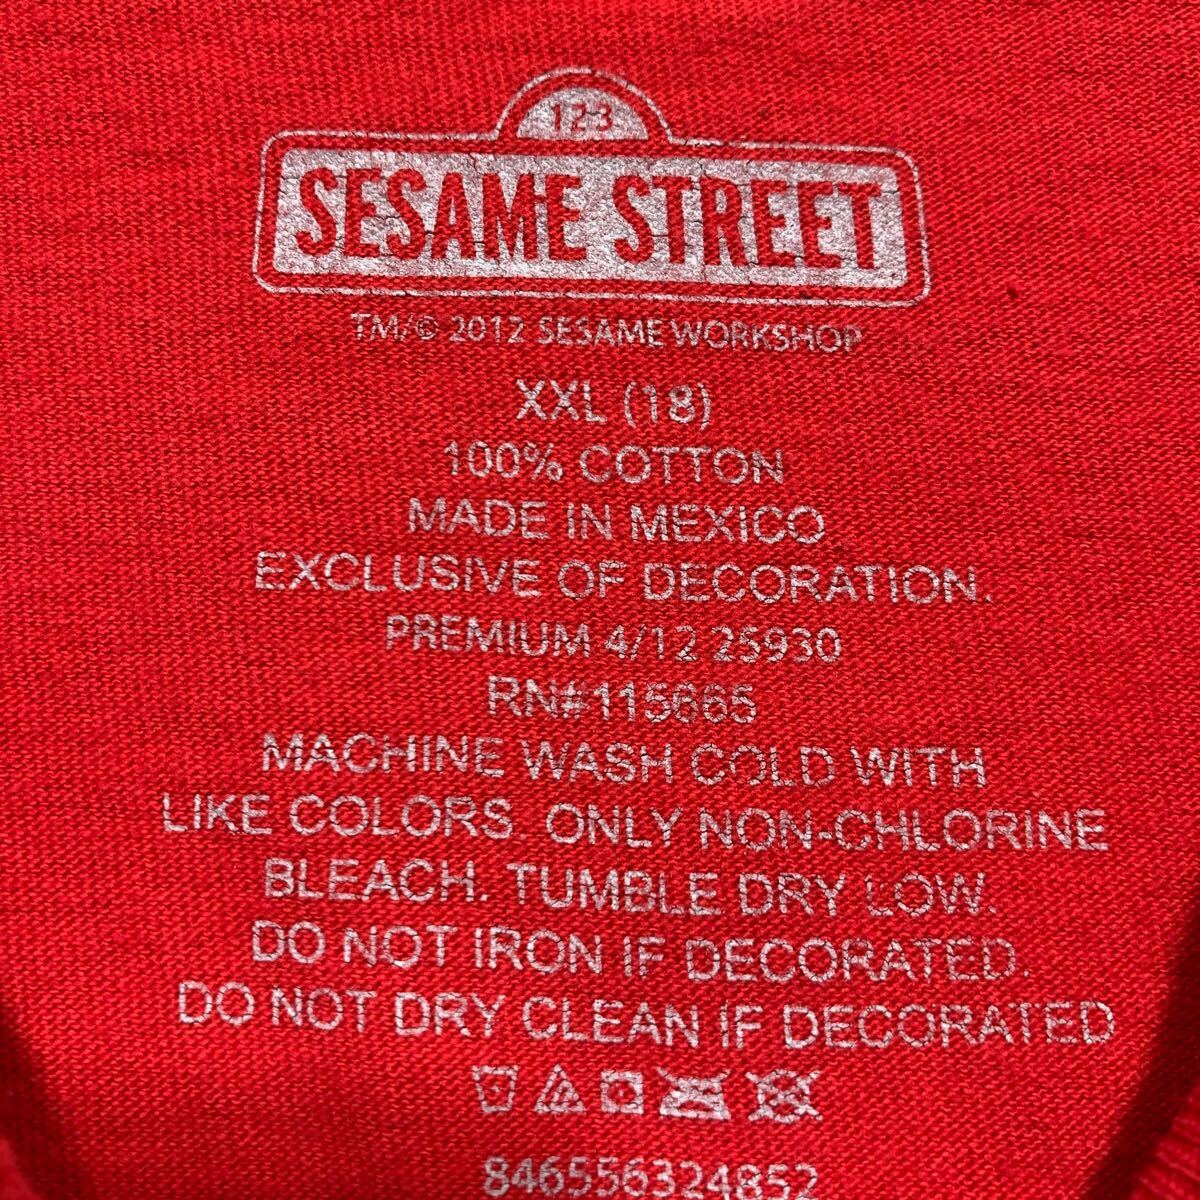 123
SESAME STREET
TM/© 2012 SESAME WORKSHOP
XXL (18)
100% COTTON
MADE IN MEXICO
EXCLUSIVE OF DECORATION.
PREMIUM 4/12 25930
RN#115665
MACHINE WASH COLD WITH
LIKE COLORS. ONLY NON-CHLORINE
BLEACH. TUMBLE DRY LOW.
DO NOT IRON IF DECORATED.
DO NOT DRY CLEAN IF DECORATED
846556324852